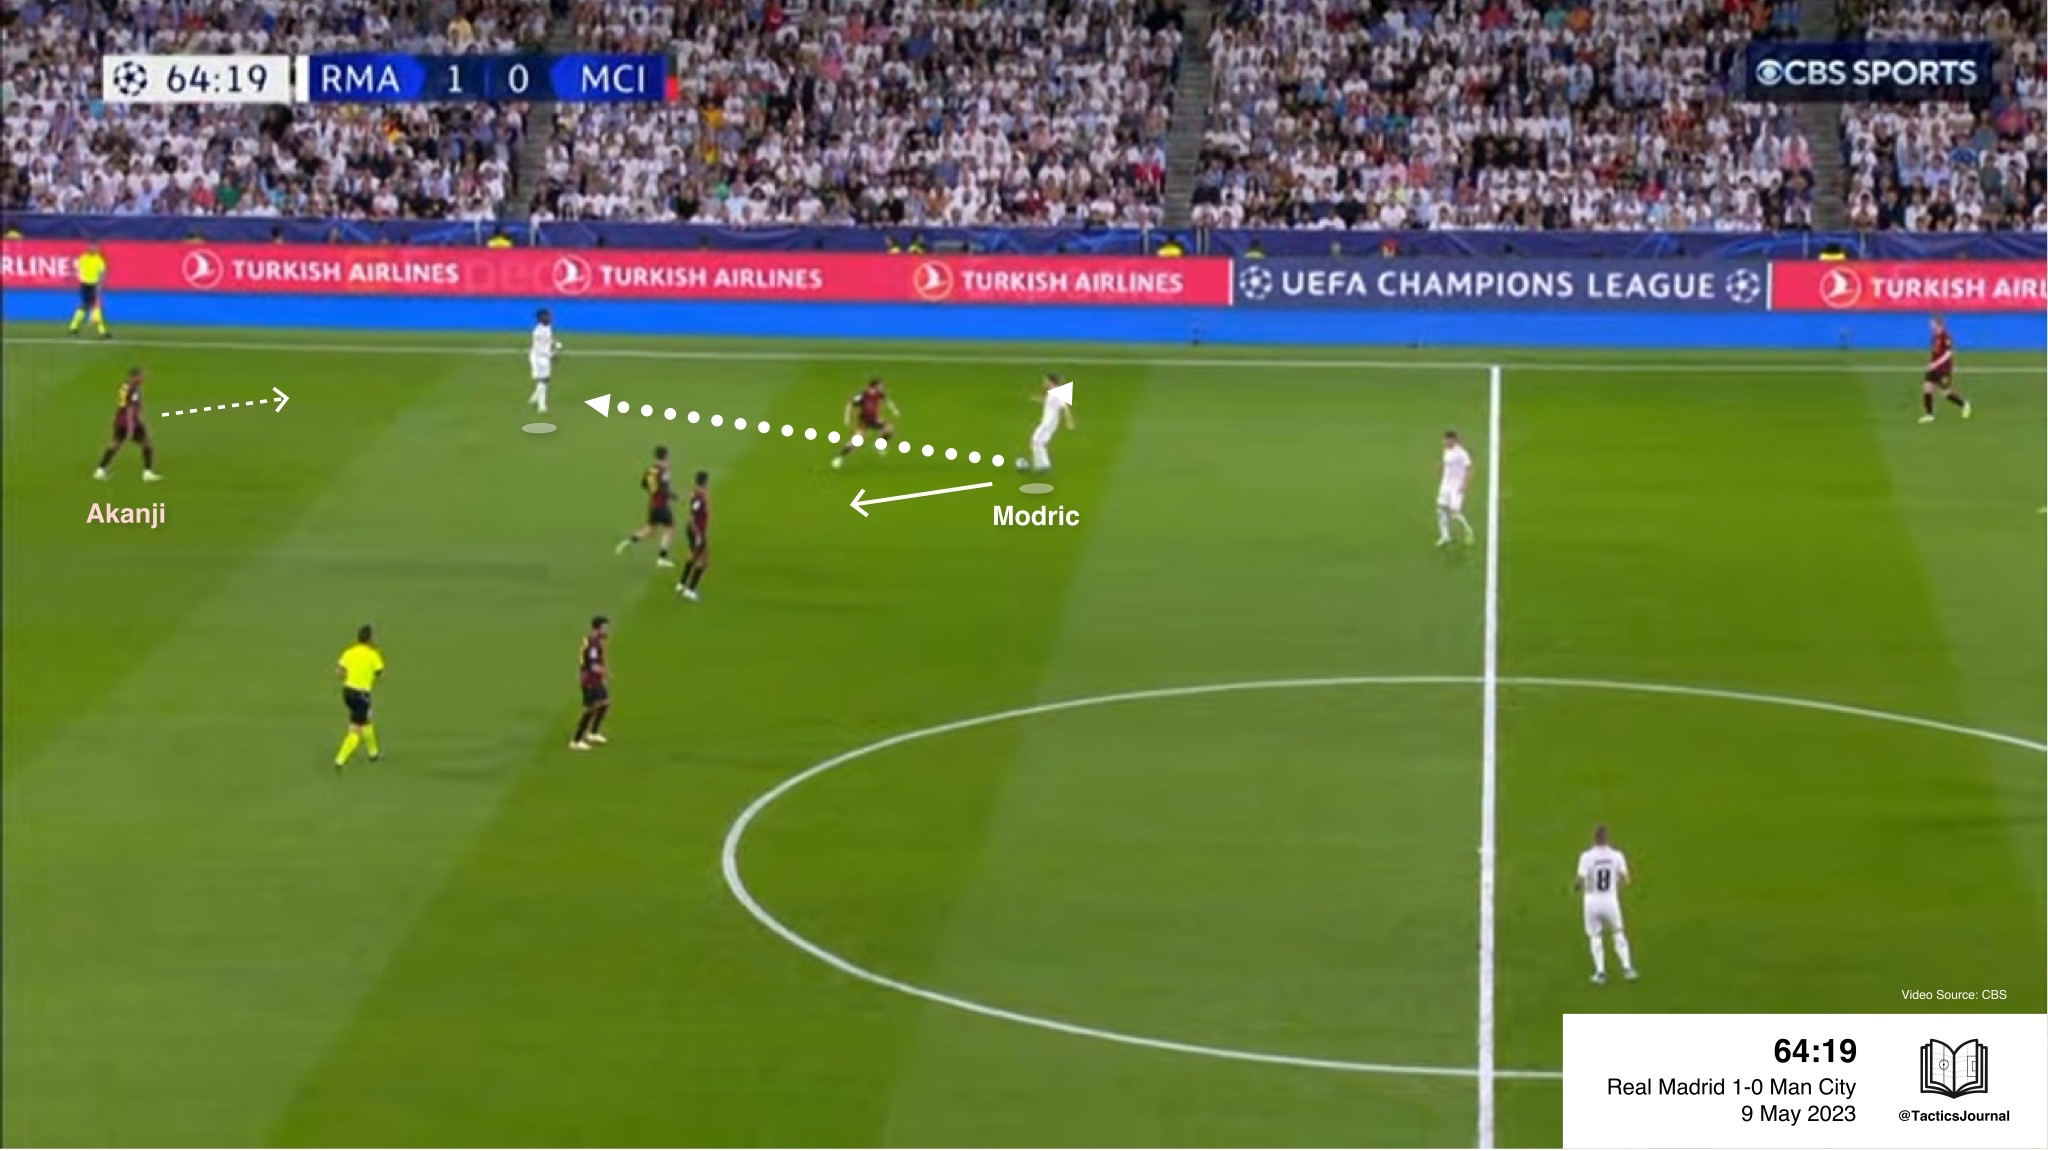 64:19 RMA 1 0 MCI
CBS SPORTS
RLINES TURKISH AIRLINES TURKISH AIRLINES TURKISH AIRLINES UEFA CHAMPIONS LEAGUE TURKISH AIRL
Akanji
Modric
8
Video Source: CBS
64:19
Real Madrid 1-0 Man City
9 May 2023
@TacticsJournal